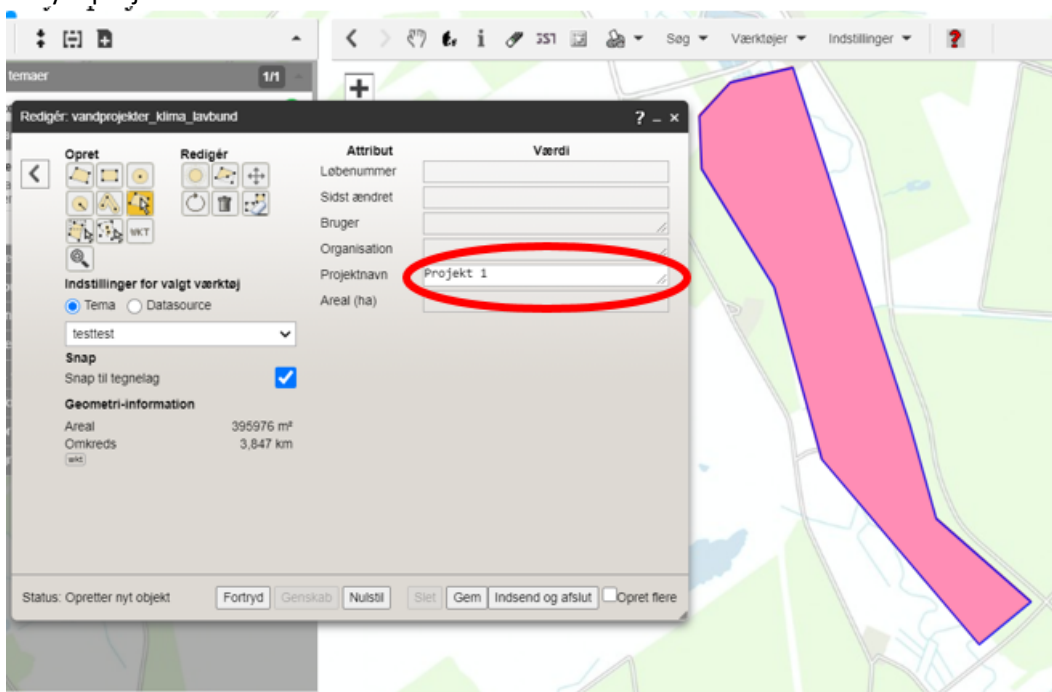 Søg Værktøjer Indstillinger ?
temaer 1/1
Redigér: vandprojekter_klima_lavbund ? – ×
Opret Redigér Attribut Værdi
Løbenummer
Sidst ændret
Bruger
WKT
Organisation
Projektnavn Projekt 1
Indstillinger for valgt værktøj
Areal (ha)
Tema Datasource
testtest
Snap
Snap til tegnelag
Geometri-information
Areal 395976 m²
Omkreds 3,847 km
wkt
Status: Opretter nyt objekt Fortryd Genskab Nulstil Slet Gem Indsend og afslut Opret flere